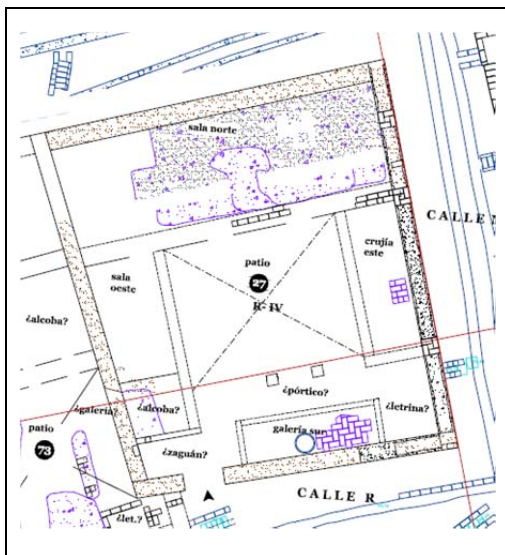 sala norte
CALLE N
patio
27
R-IV
sala
oeste
crujía
este
¿alcoba?
¿galería?
¿alcoba?
¿pórtico?
¿letrina?
patio
73
¿zaguán?
galería sur
¿let.?
CALLE R